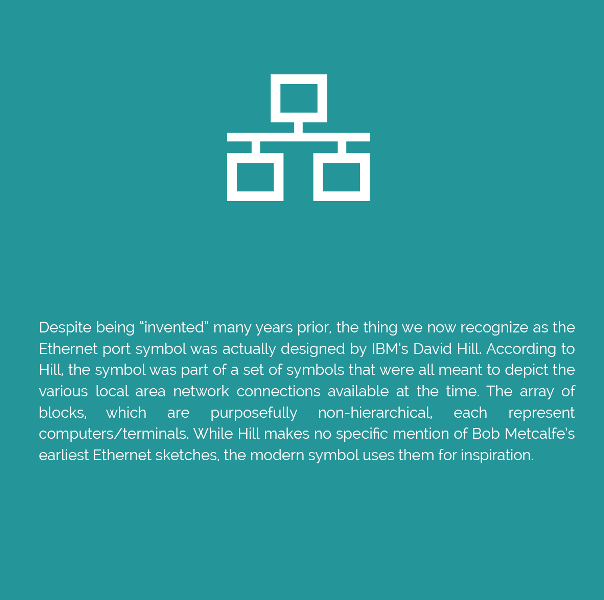 Despite being “invented” many years prior, the thing we now recognize as the
Ethernet port symbol was actually designed by IBM’s David Hill. According to
Hill, the symbol was part of a set of symbols that were all meant to depict the
various local area network connections available at the time. The array of
blocks, which are purposefully non-hierarchical, each represent
computers/terminals. While Hill makes no specific mention of Bob Metcalfe’s
earliest Ethernet sketches, the modern symbol uses them for inspiration.